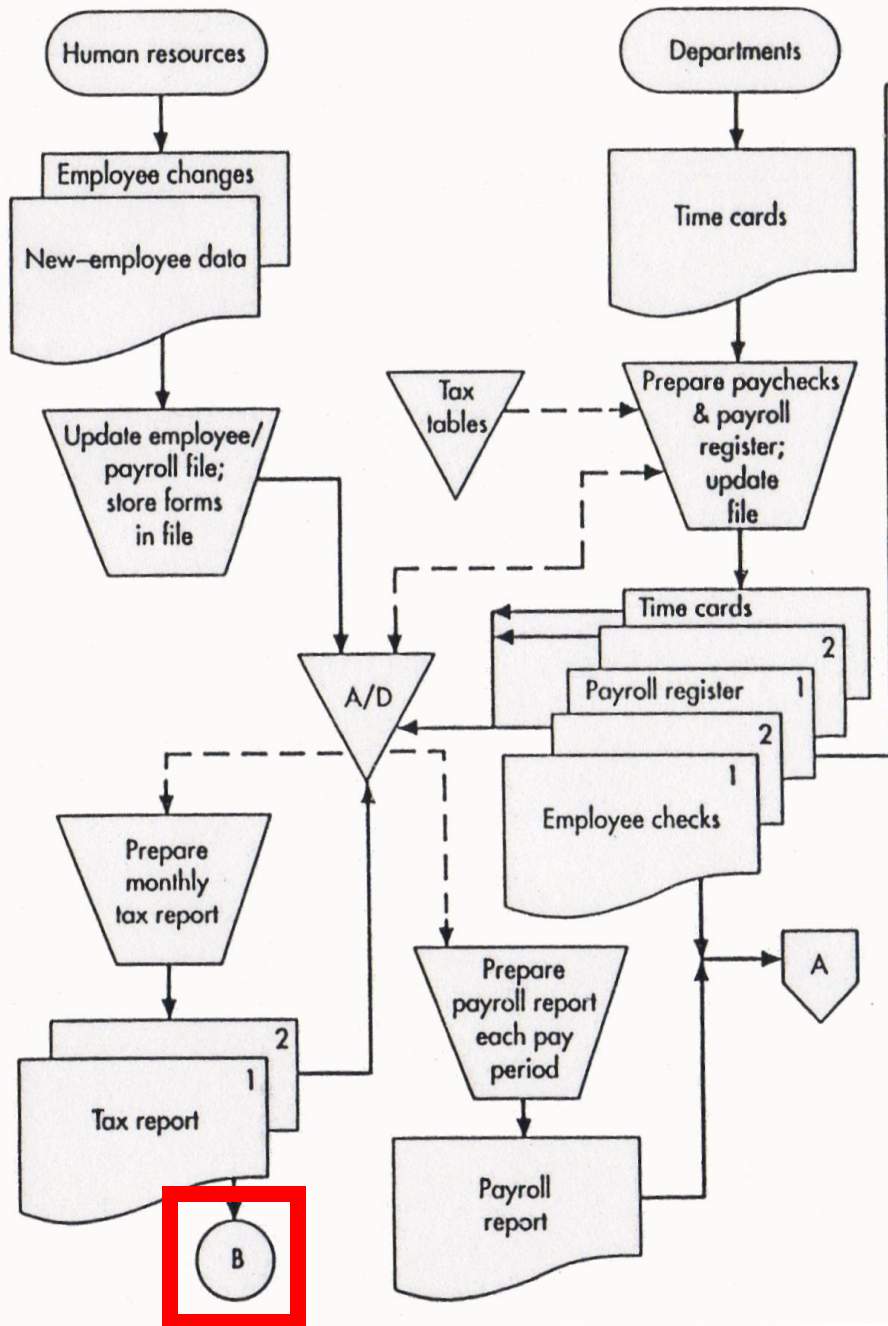 Human resources
Departments
Employee changes
New–employee data
Time cards
Update employee/
payroll file;
store forms
in file
Tax
tables
Prepare paychecks
& payroll
register;
update
file
Time cards
2
Payroll register
1
2
1
Employee checks
A/D
Prepare
monthly
tax report
Prepare
payroll report
each pay
period
A
2
1
Tax report
Payroll
report
B